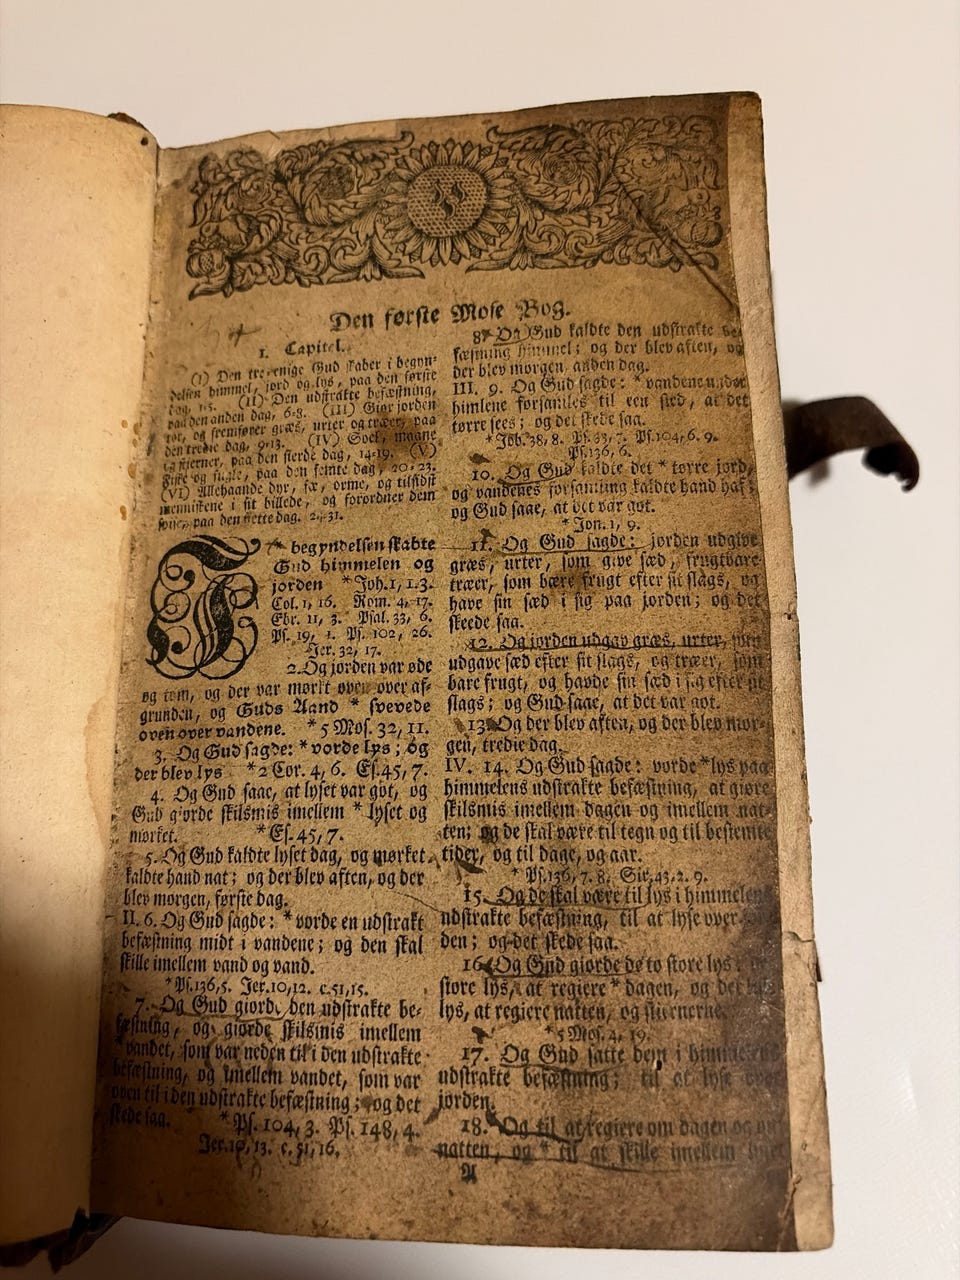 Den første Mose Bog.
1. Capitel.
(I) Den treenige Gud skaber i begyn-
delsen himmel, jord og lys, paa den første
dag, 1-5. (II) Den udstrakte befæstning,
paa den anden dag, 6-8. (III) Giør jorden
tør, og fremfører græs, urter og træer, paa
den tredie dag, 9-13. (IV) Soel, maane
og stierner, paa den fierde dag, 14-19. (V)
Fiske og fugle, paa den femte dag, 20-23.
(VI) Allehaande dyr, fæ, orme, og tilsidst
menniskene i sit billede, og forordner dem
spise, paa den siette dag. 24-31.
I * begyndelsen skabte
Gud himmelen og
jorden * Joh. 1, 1.3.
Col. 1, 16. Rom. 4, 17.
Ebr. 11, 3. Psal. 33, 6.
Ps. 19, 1. Ps. 102, 26.
Jer. 32, 17.
2. Og jorden var øde
og tom, og der var mørkt oven over af-
grunden, og Guds Aand * svevede
oven over vandene. * 5 Mos. 32, 11.
3. Og Gud sagde: * vorde lys; og
der blev lys * 2 Cor. 4, 6. Es. 45, 7.
4. Og Gud saae, at lyset var got, og
Gud giorde skilsmis imellem * lyset og
mørket. * Es. 45, 7.
5. Og Gud kaldte lyset dag, og mørket
kaldte hand nat; og der blev aften, og der
blev morgen, første dag.
II. 6. Og Gud sagde: * vorde en udstrakt
befæstning midt i vandene; og den skal
skille imellem vand og vand.
* Ps. 136, 5. Jer. 10, 12. c. 51, 15.
7. Og Gud giorde den udstrakte be-
fæstning, og giorde skilsmis imellem
vandet, som var neden til i den udstrakte
befæstning, og imellem vandet, som var
oven til i den udstrakte befæstning; og det
skede saa. * Ps. 104, 3. Ps. 148, 4.
Jer. 10, 13. c. 51, 16.
8. Og Gud kaldte den udstrakte be-
fæstning himmel; og der blev aften, og
der blev morgen, anden dag.
III. 9. Og Gud sagde: * vandene under
himlene forsamles til een sted, at det
tørre sees; og det skede saa.
* Job. 38, 8. Ps. 33, 7. Ps. 104, 6. 9.
Ps. 136, 6.
10. Og Gud kaldte det * tørre jord,
og vandenes forsamling kaldte hand haf;
og Gud saae, at det var got.
* Jon. 1, 9.
11. Og Gud sagde: jorden udgive
græs, urter, som give sæd, frugtbare
træer, som bære frugt efter sit slags, og
have sin sæd i sig paa jorden; og det
skeede saa.
12. Og jorden udgav græs, urter, som
udgave sæd efter sit slags, og træer, som
bare frugt, og havde sin sæd i sig efter sit
slags; og Gud saae, at det var got.
13. Og der blev aften, og der blev mor-
gen, tredie dag.
IV. 14. Og Gud sagde: vorde * lys paa
himmelens udstrakte befæstning, at giøre
skilsmis imellem dagen og imellem nat-
ten; og de skal være til tegn og til bestemte
tider, og til dage, og aar.
* Ps. 136, 7. 8. Sir. 43, 2. 9.
15. Og de skal være til lys i himmelens
udstrakte befæstning, til at lyse over
den; og det skede saa.
16. Og Gud giorde de to store lys:
store lys, at regiere * dagen, og det
lys, at regiere natten, og stiernerne.
* 5 Mos. 4, 19.
17. Og Gud satte dem i himmelens
udstrakte befæstning; til at lyse over
jorden.
18. Og til at regiere om dagen og om
natten, og * til at skille imellem lyset
A